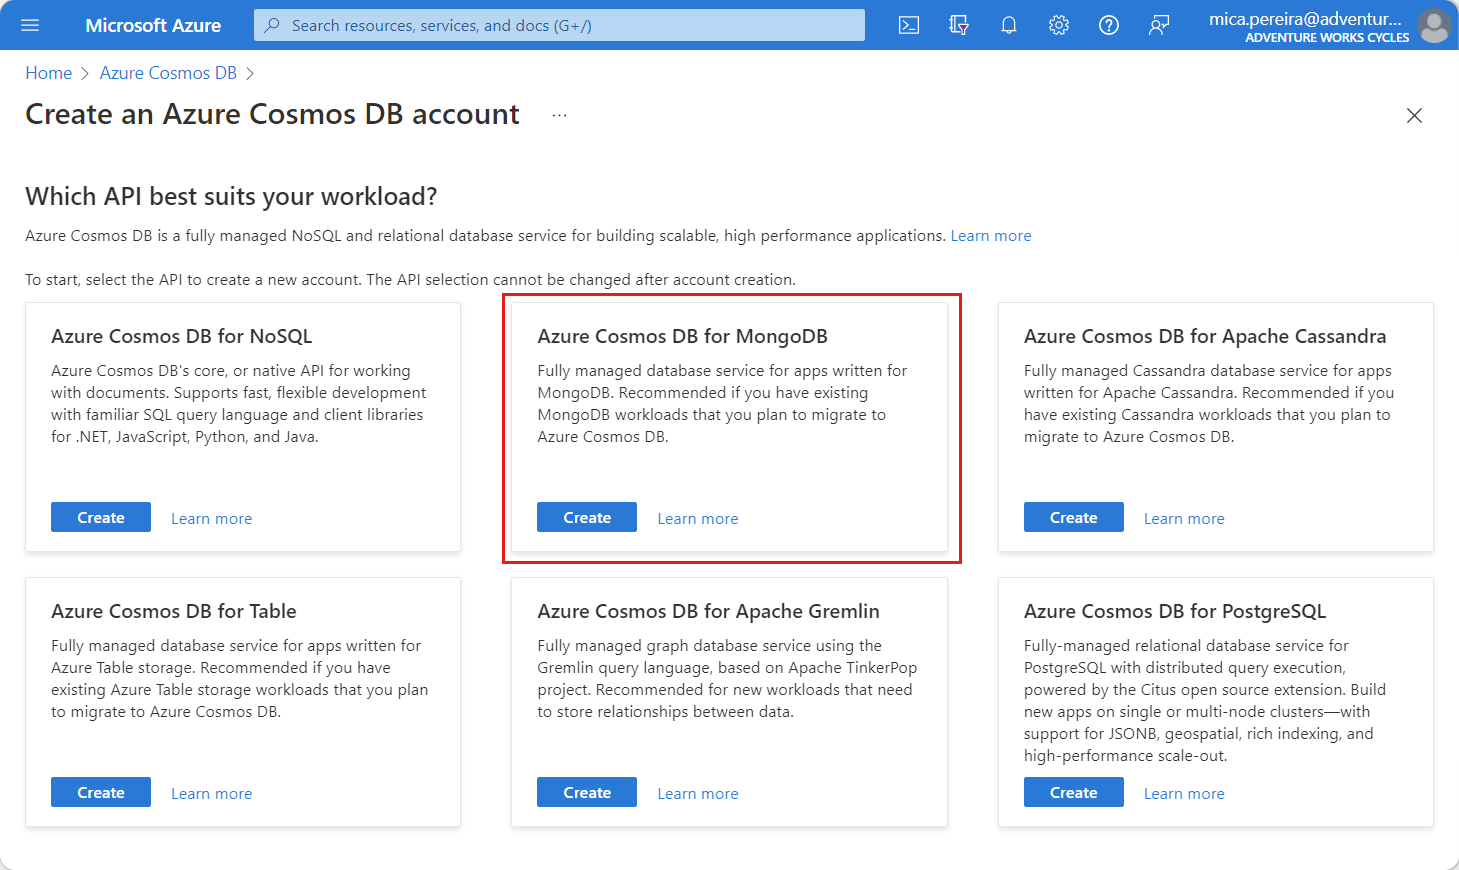 Microsoft Azure
Search resources, services, and docs (G+/)
mica.pereira@adventur...
ADVENTURE WORKS CYCLES
Home > Azure Cosmos DB >
Create an Azure Cosmos DB account ...
Which API best suits your workload?
Azure Cosmos DB is a fully managed NoSQL and relational database service for building scalable, high performance applications. Learn more
To start, select the API to create a new account. The API selection cannot be changed after account creation.
Azure Cosmos DB for NoSQL
Azure Cosmos DB's core, or native API for working
with documents. Supports fast, flexible development
with familiar SQL query language and client libraries
for .NET, JavaScript, Python, and Java.
Create Learn more
Azure Cosmos DB for MongoDB
Fully managed database service for apps written for
MongoDB. Recommended if you have existing
MongoDB workloads that you plan to migrate to
Azure Cosmos DB.
Create Learn more
Azure Cosmos DB for Apache Cassandra
Fully managed Cassandra database service for apps
written for Apache Cassandra. Recommended if you
have existing Cassandra workloads that you plan to
migrate to Azure Cosmos DB.
Create Learn more
Azure Cosmos DB for Table
Fully managed database service for apps written for
Azure Table storage. Recommended if you have
existing Azure Table storage workloads that you plan
to migrate to Azure Cosmos DB.
Create Learn more
Azure Cosmos DB for Apache Gremlin
Fully managed graph database service using the
Gremlin query language, based on Apache TinkerPop
project. Recommended for new workloads that need
to store relationships between data.
Create Learn more
Azure Cosmos DB for PostgreSQL
Fully-managed relational database service for
PostgreSQL with distributed query execution,
powered by the Citus open source extension. Build
new apps on single or multi-node clusters—with
support for JSONB, geospatial, rich indexing, and
high-performance scale-out.
Create Learn more